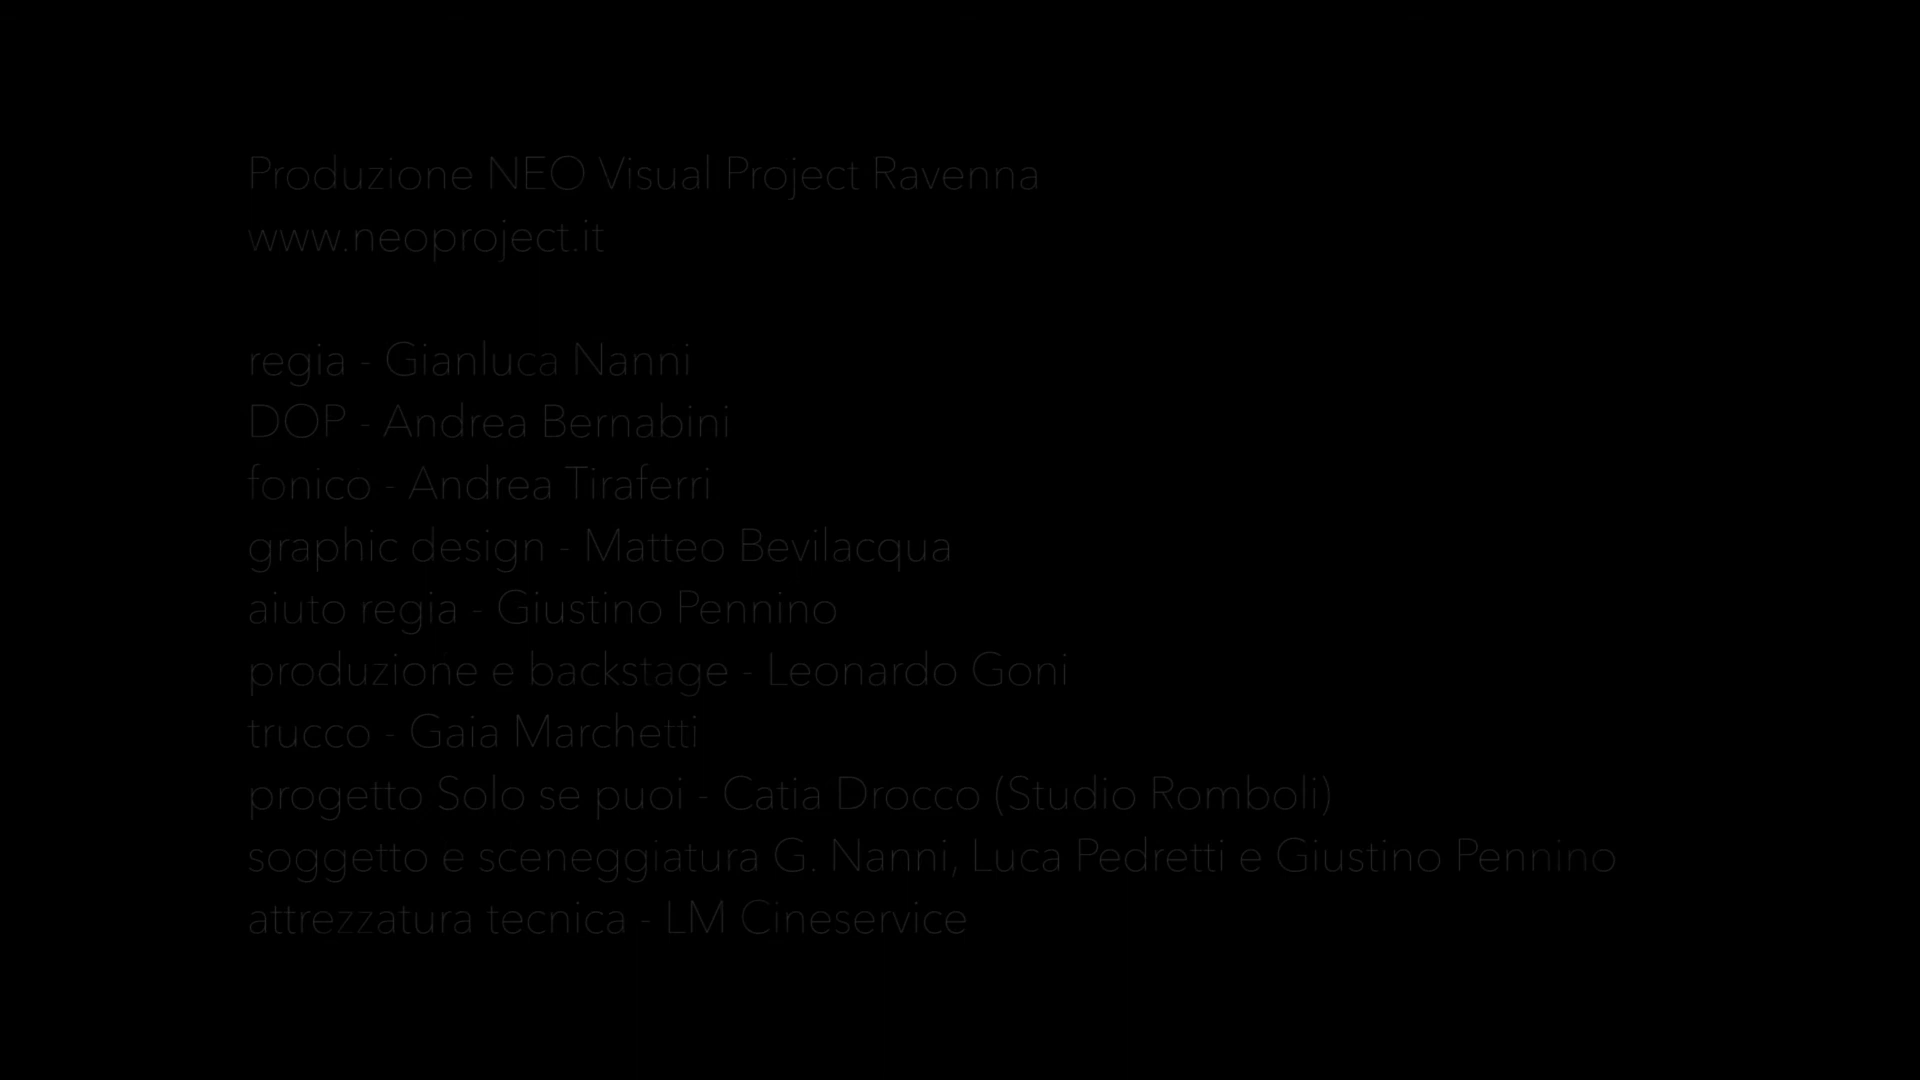 Produzione NEO Visual Project Ravenna
www.neoproject.it
regia - Gianluca Nanni
DOP - Andrea Bernabini
fonico - Andrea Tiraferri
graphic design - Matteo Bevilacqua
aiuto regia - Giustino Pennino
produzione e backstage - Leonardo Goni
trucco - Gaia Marchetti
progetto Solo se puoi - Catia Drocco (Studio Romboli)
soggetto e sceneggiatura G. Nanni, Luca Pedretti e Giustino Pennino
attrezzatura tecnica - LM Cineservice